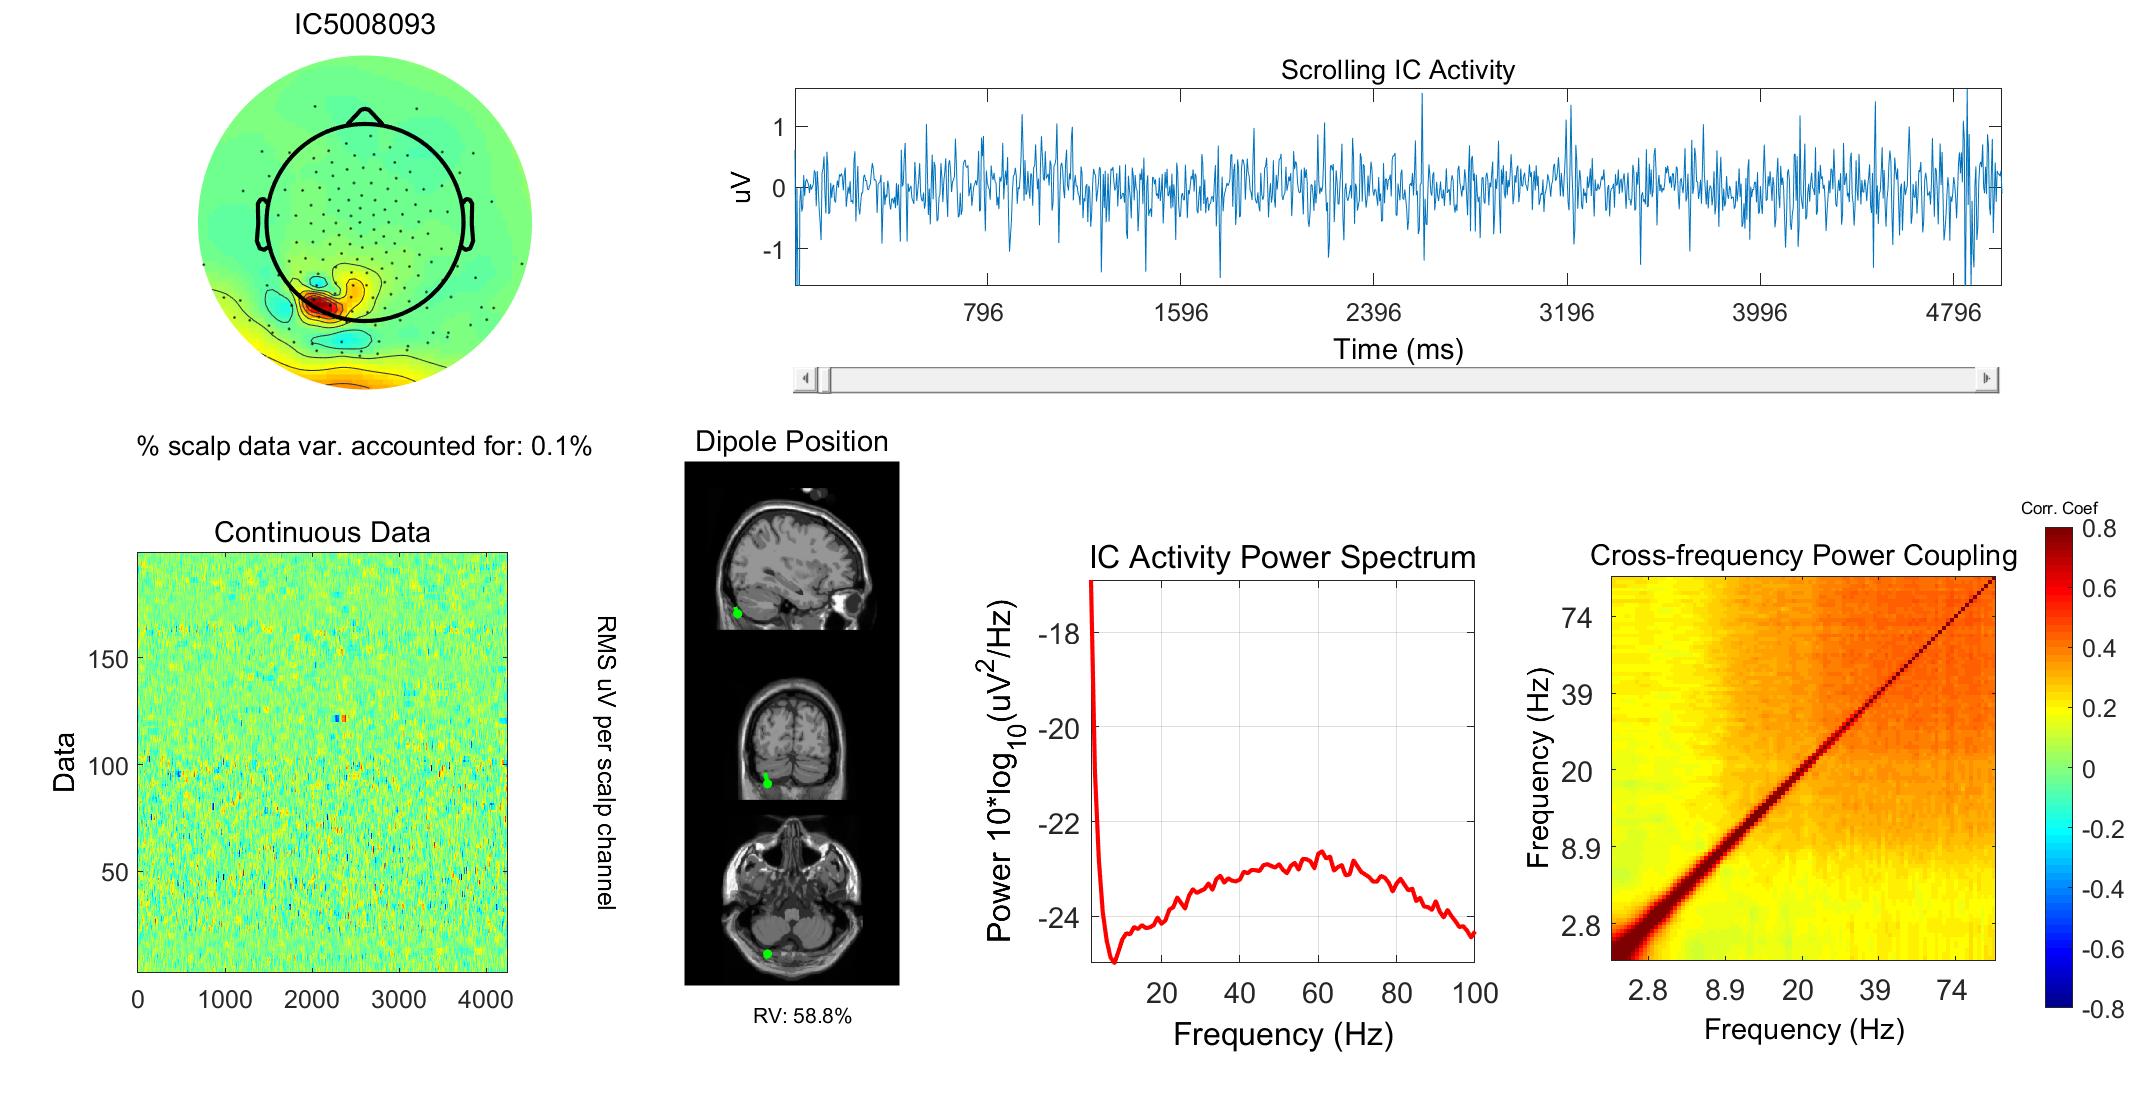 IC5008093
% scalp data var. accounted for: 0.1%
Scrolling IC Activity
uV
1
0
-1
796 1596 2396 3196 3996 4796
Time (ms)
Continuous Data
Data
150
100
50
0 1000 2000 3000 4000
RMS uV per scalp channel
Dipole Position
RV: 58.8%
IC Activity Power Spectrum
Power 10*log10(uV2/Hz)
-18
-20
-22
-24
20 40 60 80 100
Frequency (Hz)
Cross-frequency Power Coupling
Frequency (Hz)
74
39
20
8.9
2.8
2.8 8.9 20 39 74
Frequency (Hz)
Corr. Coef
0.8
0.6
0.4
0.2
0
-0.2
-0.4
-0.6
-0.8